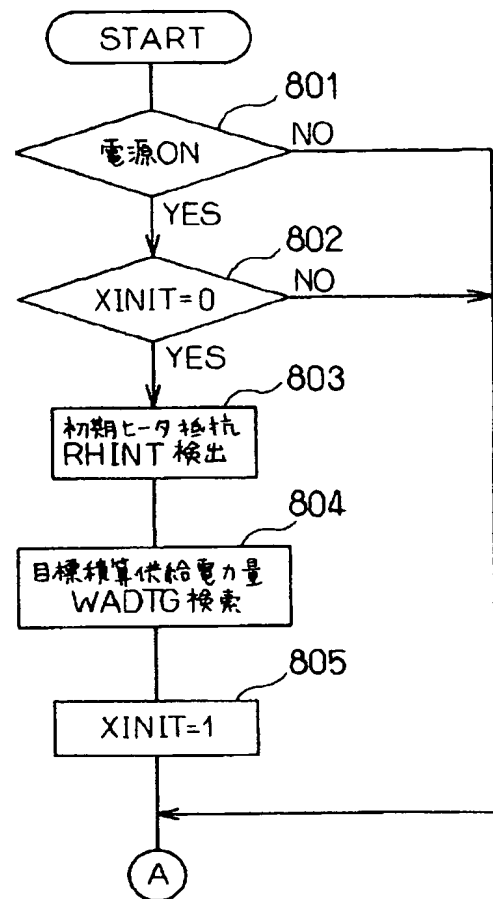 START
801
電源ON
NO
YES
802
XINIT=0
NO
YES
803
初期ヒータ抵抗
RHINT 検出
804
目標積算供給電力量
WADTG 検索
805
XINIT=1
A